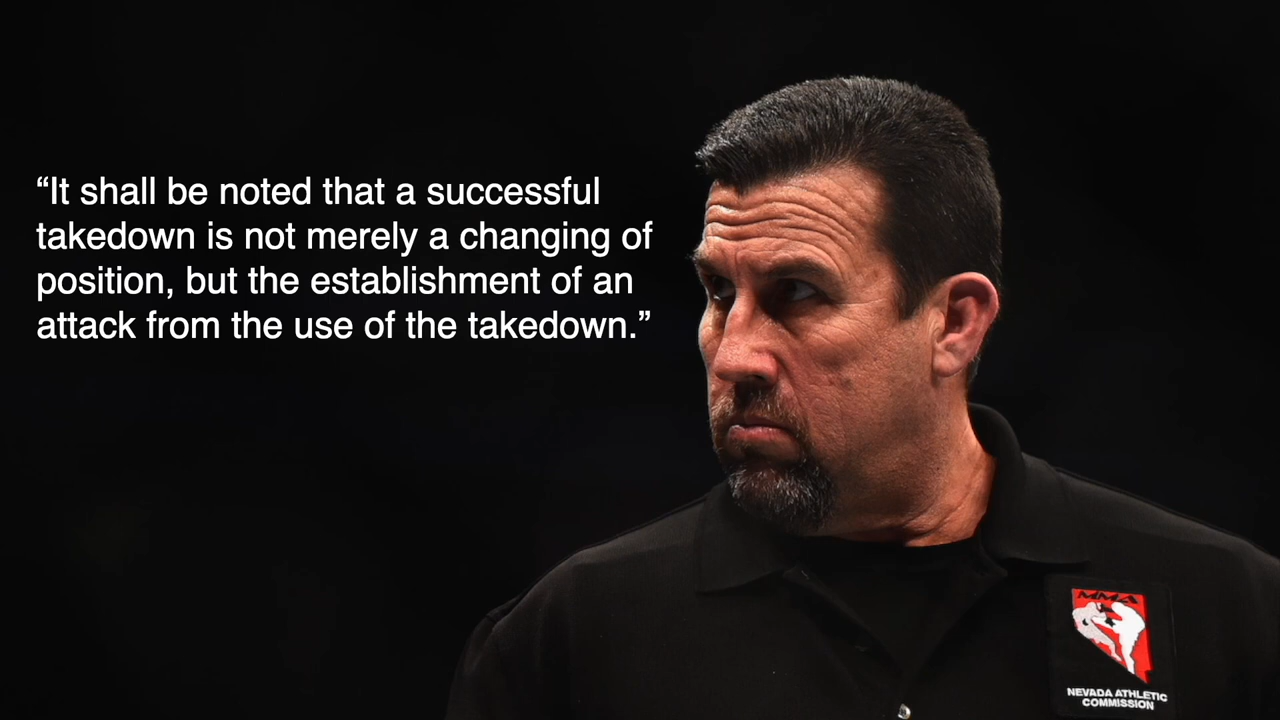 “It shall be noted that a successful
takedown is not merely a changing of
position, but the establishment of an
attack from the use of the takedown.”
MMA
NEVADA ATHLETIC
COMMISSION